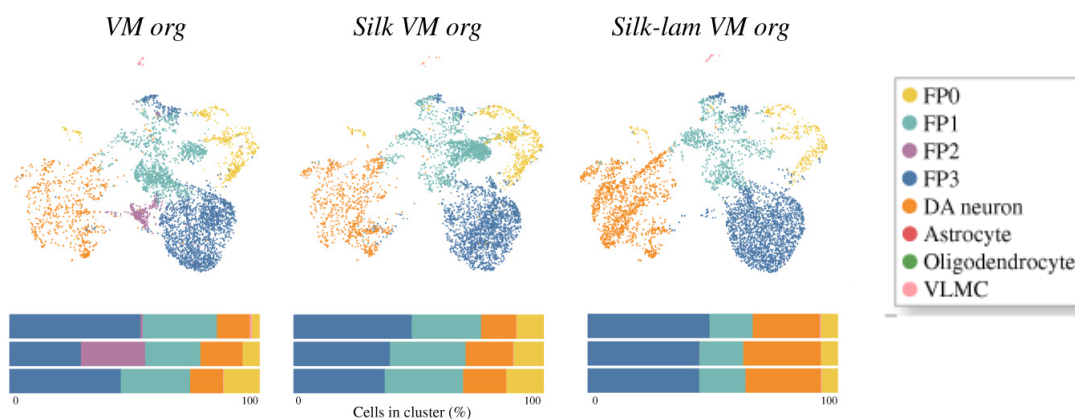 VM org
Silk VM org
Silk-lam VM org
FP0
FP1
FP2
FP3
DA neuron
Astrocyte
Oligodendrocyte
VLMC
0 100 0 100 0 100
Cells in cluster (%)